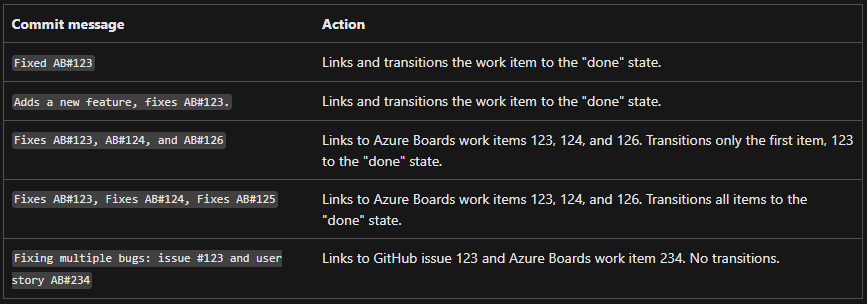 Commit message Action
Fixed AB#123 Links and transitions the work item to the "done" state.
Adds a new feature, fixes AB#123. Links and transitions the work item to the "done" state.
Fixes AB#123, AB#124, and AB#126 Links to Azure Boards work items 123, 124, and 126. Transitions only the first item, 123
to the "done" state.
Fixes AB#123, Fixes AB#124, Fixes AB#125 Links to Azure Boards work items 123, 124, and 126. Transitions all items to the
"done" state.
Fixing multiple bugs: issue #123 and user Links to GitHub issue 123 and Azure Boards work item 234. No transitions.
story AB#234